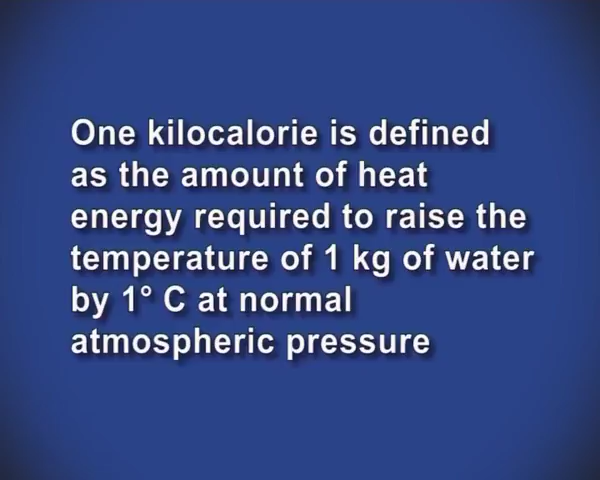 One kilocalorie is defined
as the amount of heat
energy required to raise the
temperature of 1 kg of water
by 1° C at normal
atmospheric pressure